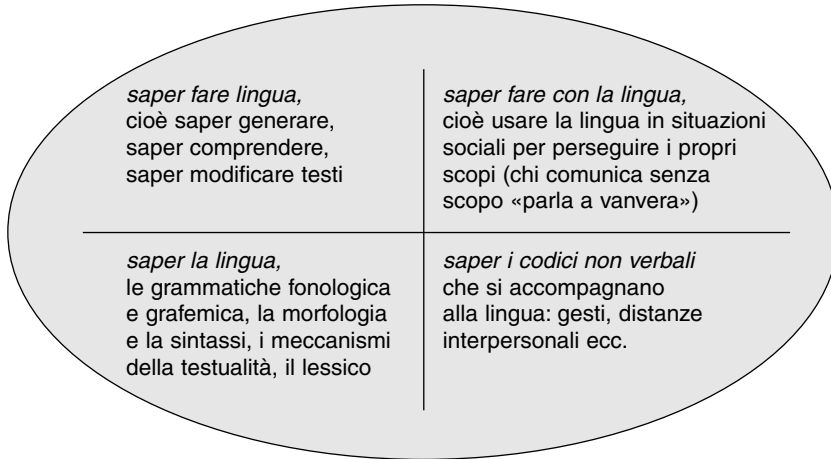 saper fare lingua,
cioè saper generare,
saper comprendere,
saper modificare testi
saper fare con la lingua,
cioè usare la lingua in situazioni
sociali per perseguire i propri
scopi (chi comunica senza
scopo «parla a vanvera»)
saper la lingua,
le grammatiche fonologica
e grafemica, la morfologia
e la sintassi, i meccanismi
della testualità, il lessico
saper i codici non verbali
che si accompagnano
alla lingua: gesti, distanze
interpersonali ecc.